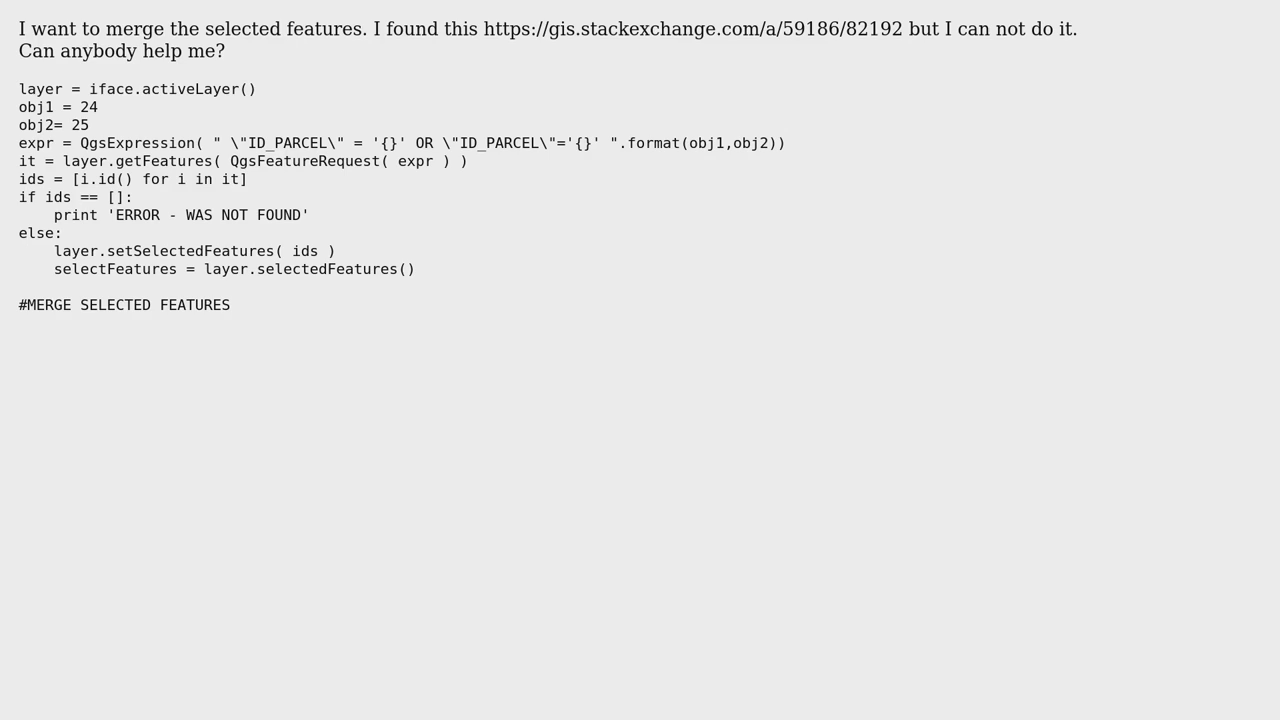 I want to merge the selected features. I found this https://gis.stackexchange.com/a/59186/82192 but I can not do it.
Can anybody help me?
layer = iface.activeLayer()
obj1 = 24
obj2= 25
expr = QgsExpression( " \"ID_PARCEL\" = '{}' OR \"ID_PARCEL\"='{}' ".format(obj1,obj2))
it = layer.getFeatures( QgsFeatureRequest( expr ) )
ids = [i.id() for i in it]
if ids == []:
    print 'ERROR - WAS NOT FOUND'
else:
    layer.setSelectedFeatures( ids )
    selectFeatures = layer.selectedFeatures()
#MERGE SELECTED FEATURES